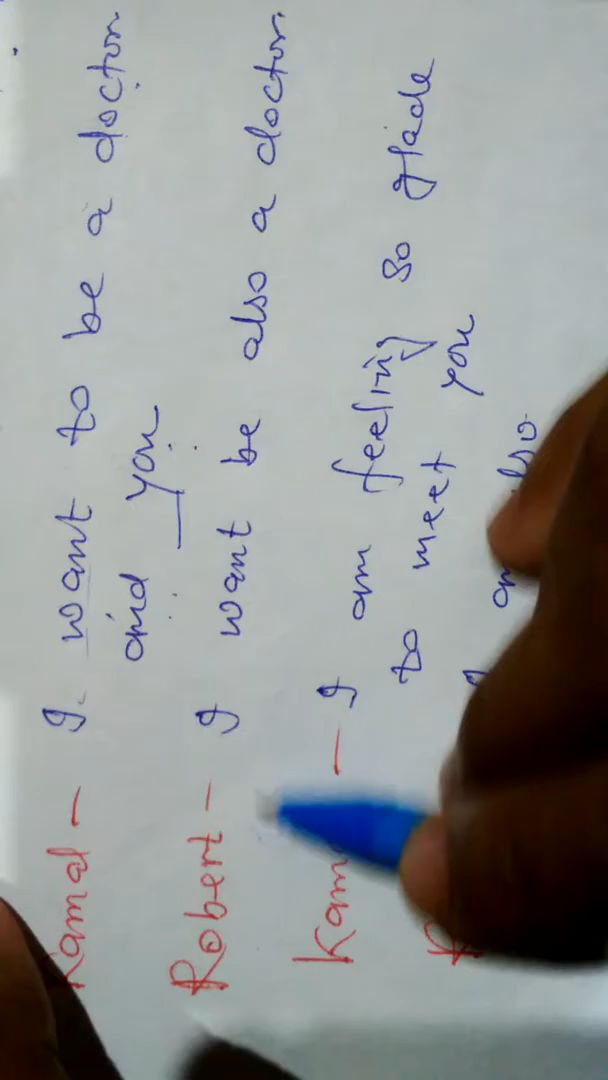 Kamal – I want to be a doctor
and you
Robert – I want be also a doctor.
Kam – I am feeling so glade
to meet you